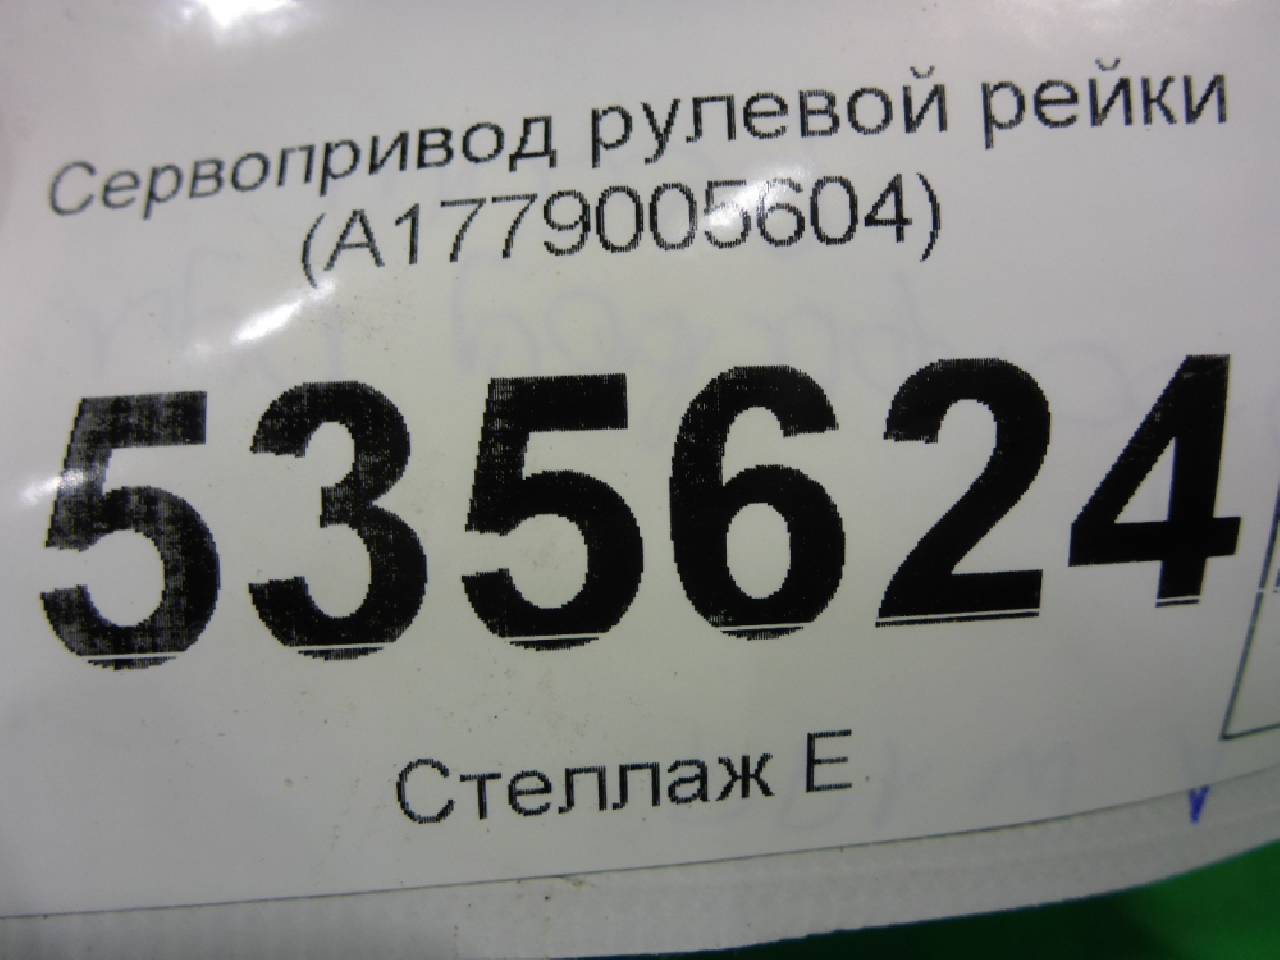 Сервопривод рулевой рейки
(A1779005604)
535624
Стеллаж Е